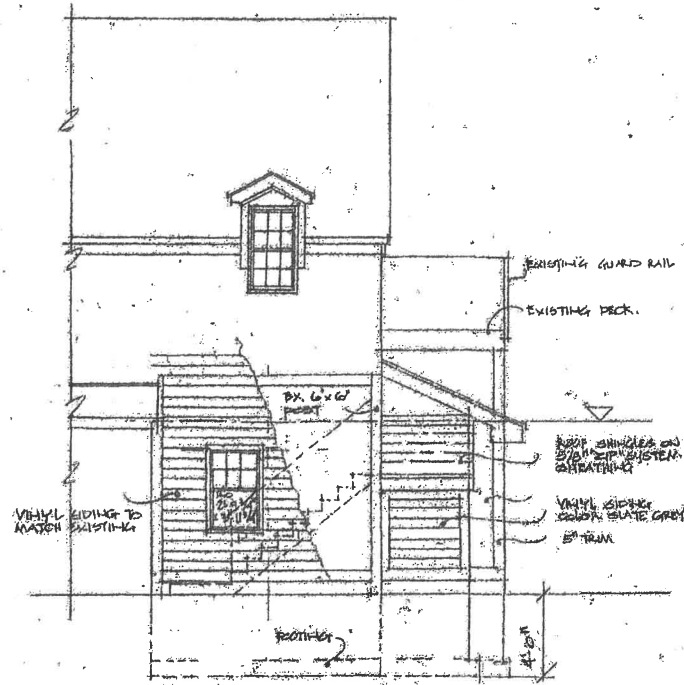 EXISTING GUARD RAIL
EXISTING DECK.
EX. 6"x6"
POST
ROOF SHINGLES ON
5/8" ZIP SYSTEM
SHEATHING
VINYL SIDING TO
MATCH EXISTING
VINYL SIDING
COLOR SLATE GREY
5" TRIM
FOOTING
4'-0"